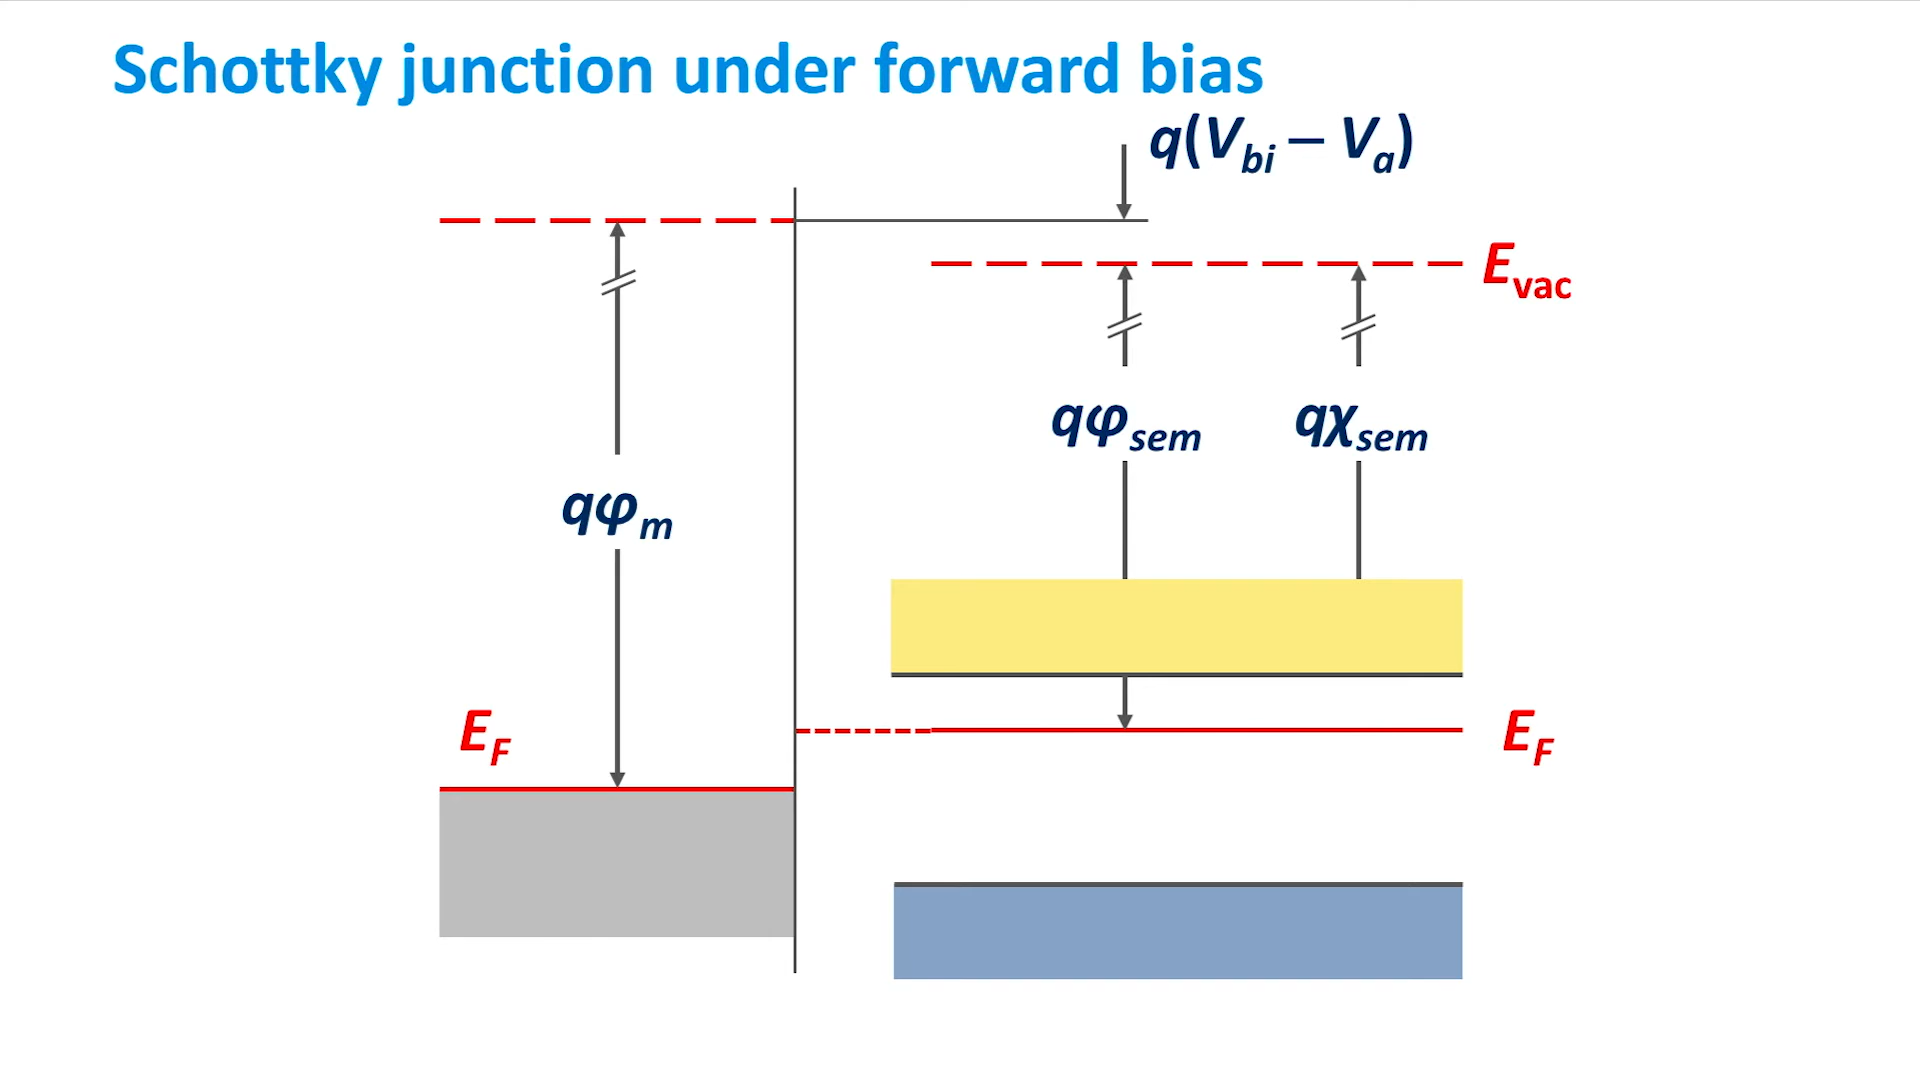 Schottky junction under forward bias
q(V_bi – V_a)
E_vac
qφ_sem
qχ_sem
qφ_m
E_F
E_F